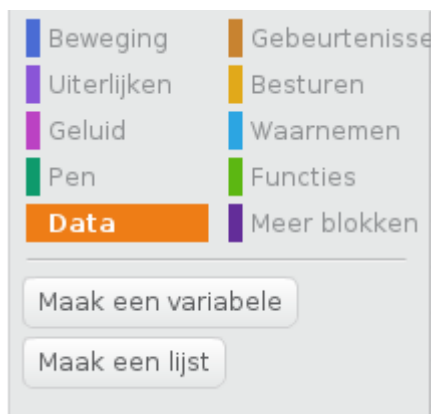 Beweging Gebeurtenisse
Uiterlijken Besturen
Geluid Waarnemen
Pen Functies
Data Meer blokken
Maak een variabele
Maak een lijst